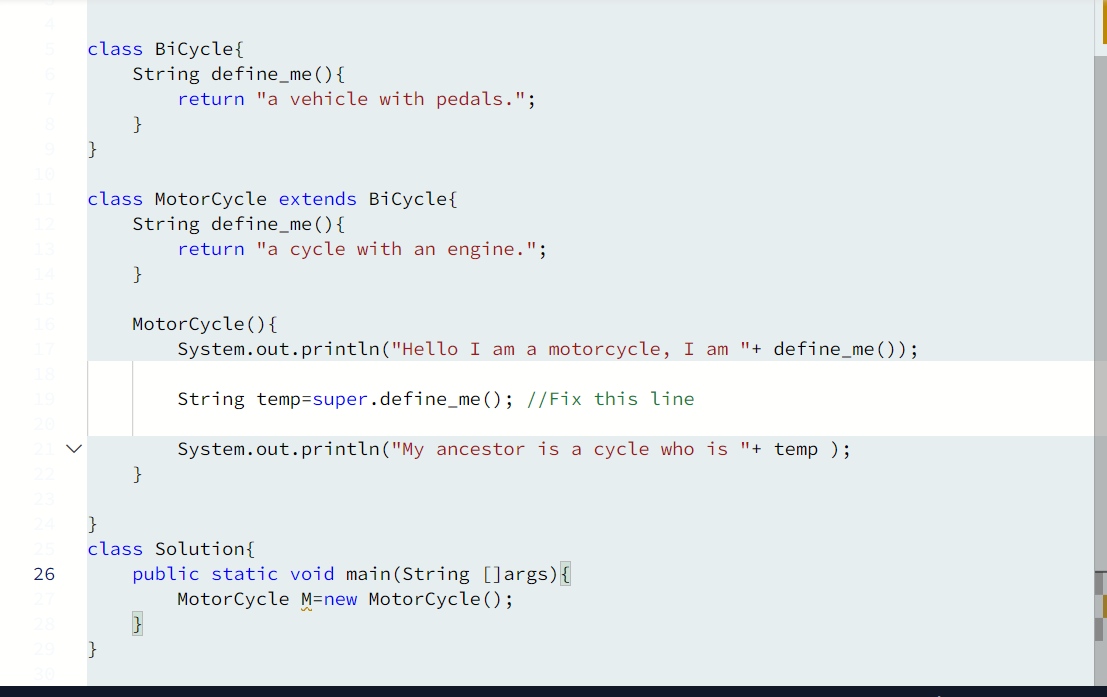 4
5 class BiCycle{
6 String define_me(){
7 return "a vehicle with pedals.";
8 }
9 }
10
11 class MotorCycle extends BiCycle{
12 String define_me(){
13 return "a cycle with an engine.";
14 }
15
16 MotorCycle(){
17 System.out.println("Hello I am a motorcycle, I am "+ define_me());
18
19 String temp=super.define_me(); //Fix this line
20
21 System.out.println("My ancestor is a cycle who is "+ temp );
22 }
23
24 }
25 class Solution{
26 public static void main(String []args){
27 MotorCycle M=new MotorCycle();
28 }
29 }
30